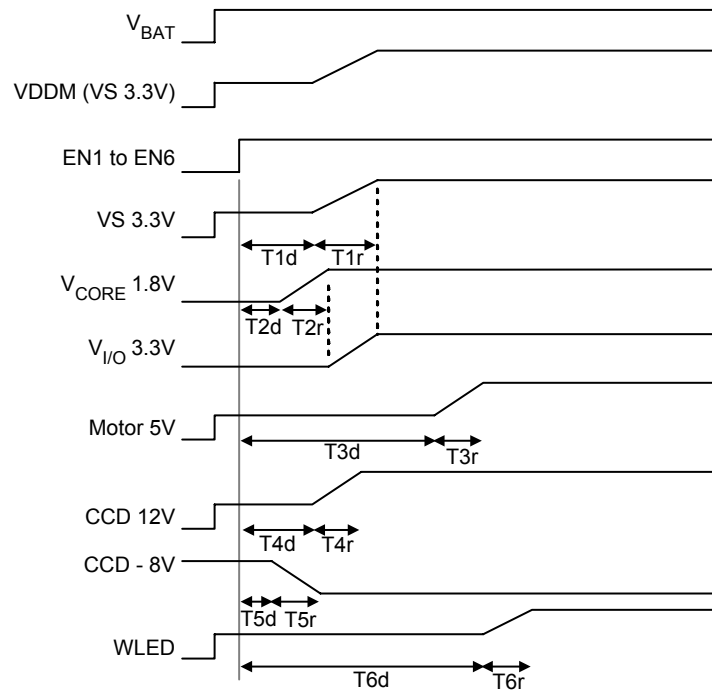 VBAT
VDDM (VS 3.3V)
EN1 to EN6
VS 3.3V
T1d T1r
VCORE 1.8V
T2d T2r
VI/O 3.3V
Motor 5V
T3d T3r
CCD 12V
T4d T4r
CCD - 8V
T5d T5r
WLED
T6d T6r